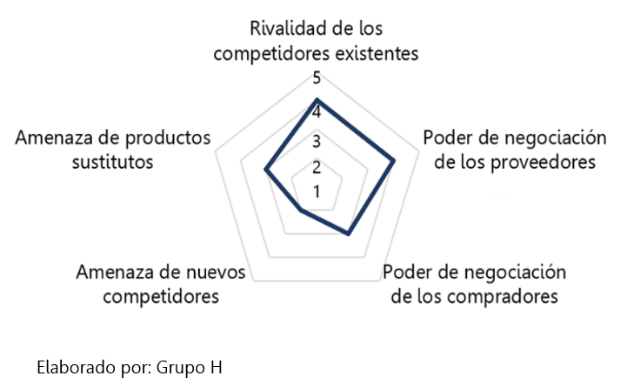 Rivalidad de los
competidores existentes
5
4
3
2
1
Amenaza de productos
sustitutos
Poder de negociación
de los proveedores
Amenaza de nuevos
competidores
Poder de negociación
de los compradores
Elaborado por: Grupo H